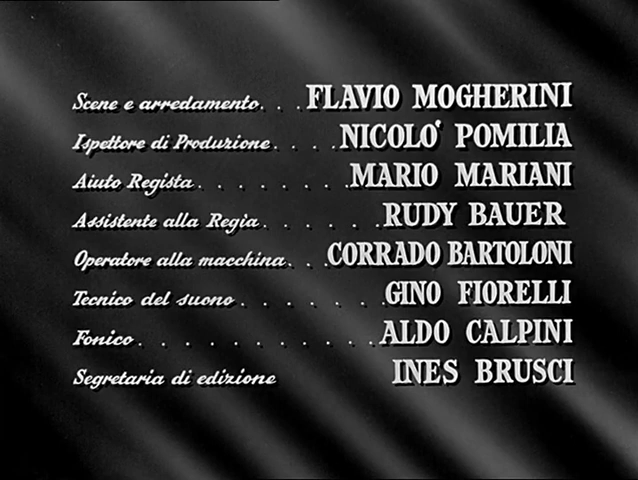 Scene e arredamento. . . FLAVIO MOGHERINI
Ispettore di Produzione. . . . NICOLO' POMILIA
Aiuto Regista. . . . . . . . MARIO MARIANI
Assistente alla Regìa. . . . . . RUDY BAUER
Operatore alla macchina. . . CORRADO BARTOLONI
Tecnico del suono. . . . . . . GINO FIORELLI
Fonico. . . . . . . . . . . ALDO CALPINI
Segretaria di edizione INES BRUSCI